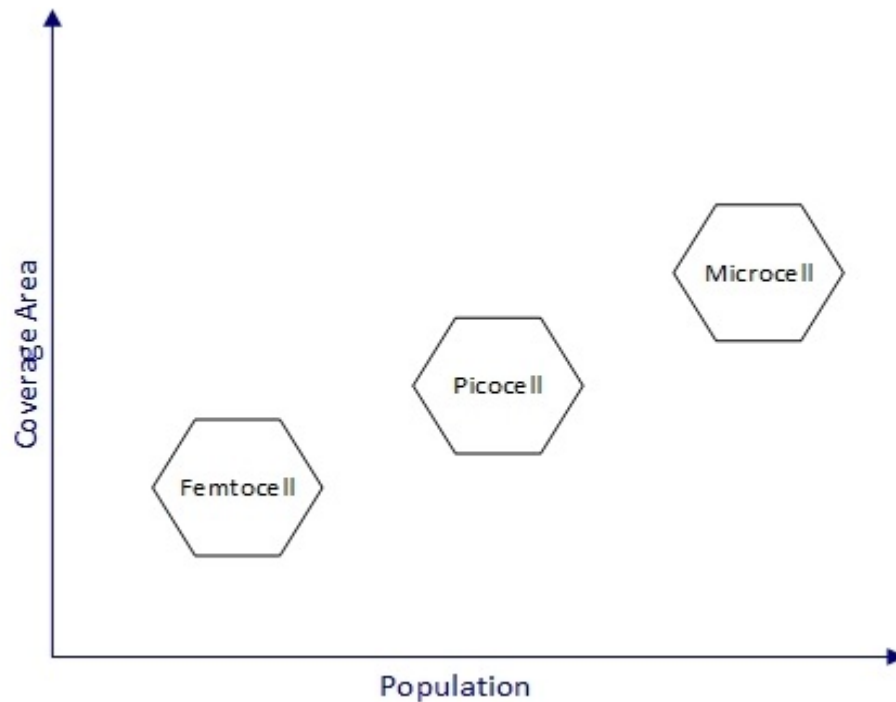 Coverage Area
Microcell
Picocell
Femtocell
Population